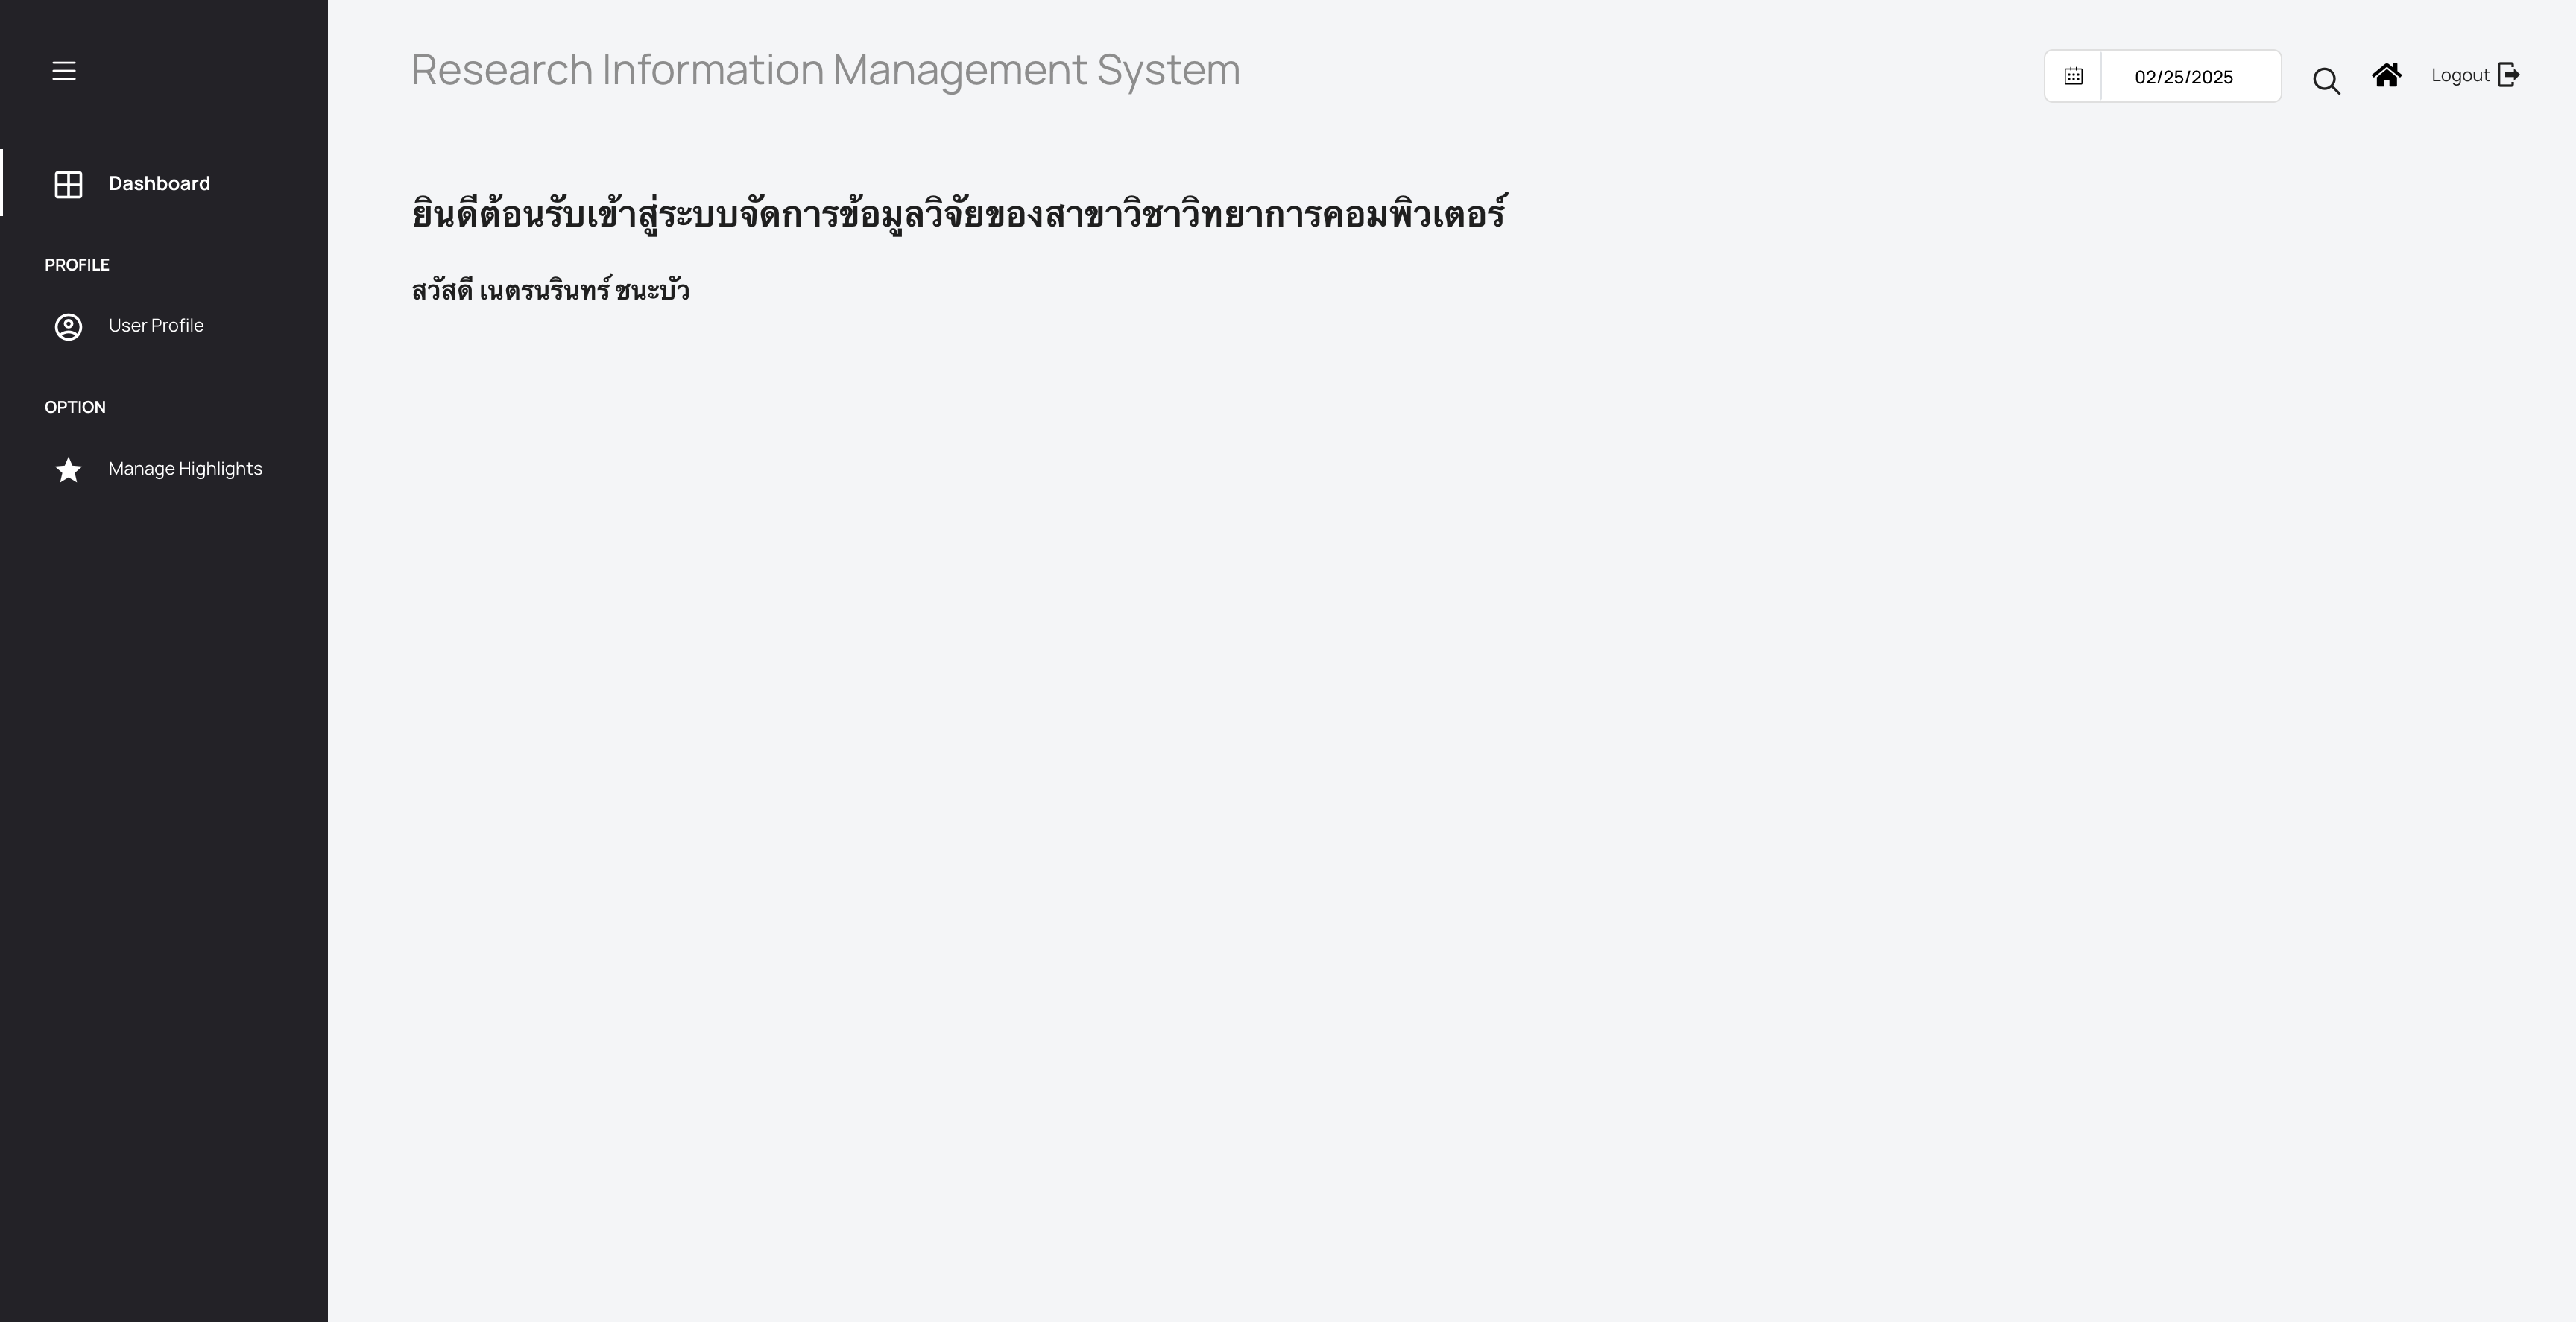 Research Information Management System
02/25/2025
Logout
Dashboard
PROFILE
User Profile
OPTION
Manage Highlights
ยินดีต้อนรับเข้าสู่ระบบจัดการข้อมูลวิจัยของสาขาวิชาวิทยาการคอมพิวเตอร์
สวัสดี เนตรนรินทร์ ชนะบัว